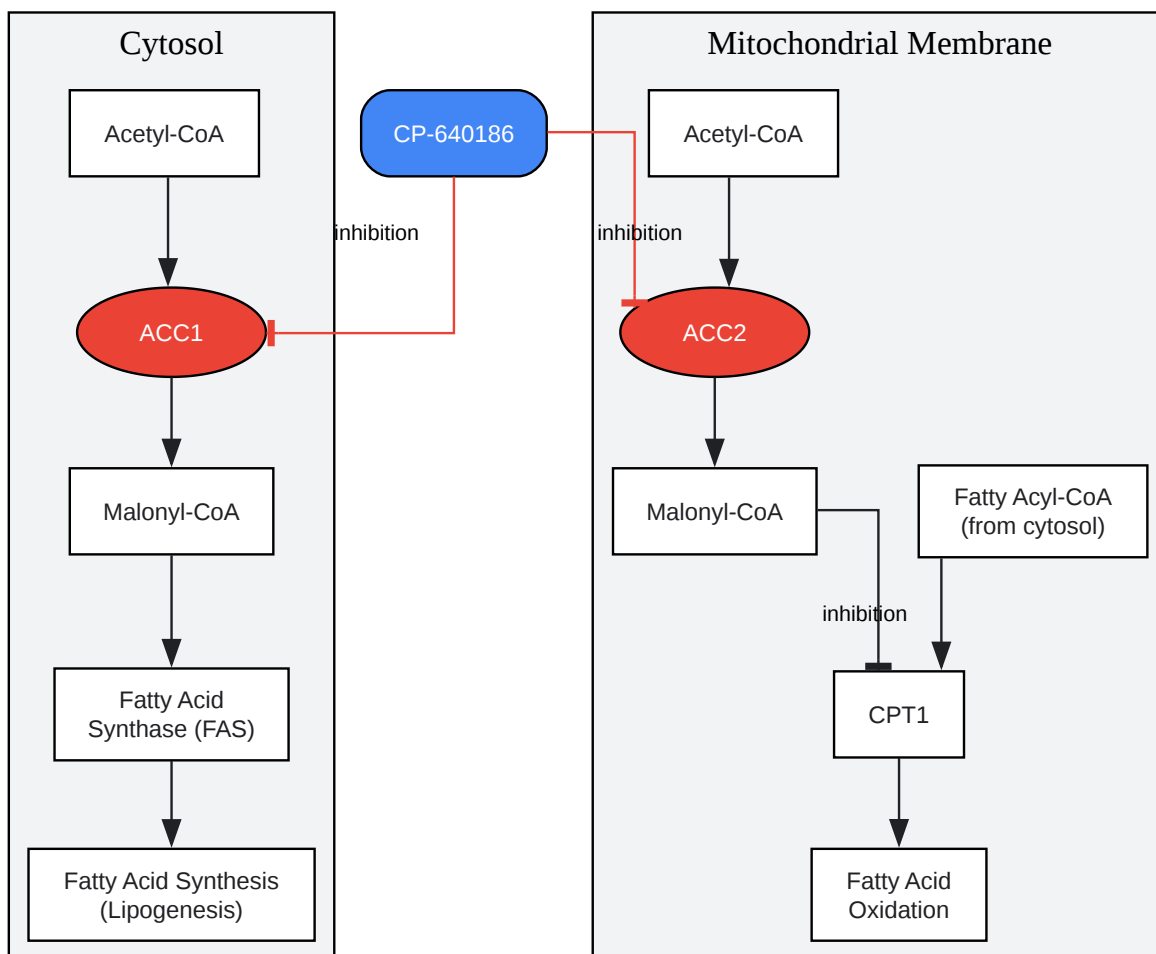 Cytosol
Acetyl-CoA
ACC1
Malonyl-CoA
Fatty Acid
Synthase (FAS)
Fatty Acid Synthesis
(Lipogenesis)
CP-640186
inhibition
inhibition
Mitochondrial Membrane
Acetyl-CoA
ACC2
Malonyl-CoA
Fatty Acyl-CoA
(from cytosol)
inhibition
CPT1
Fatty Acid
Oxidation